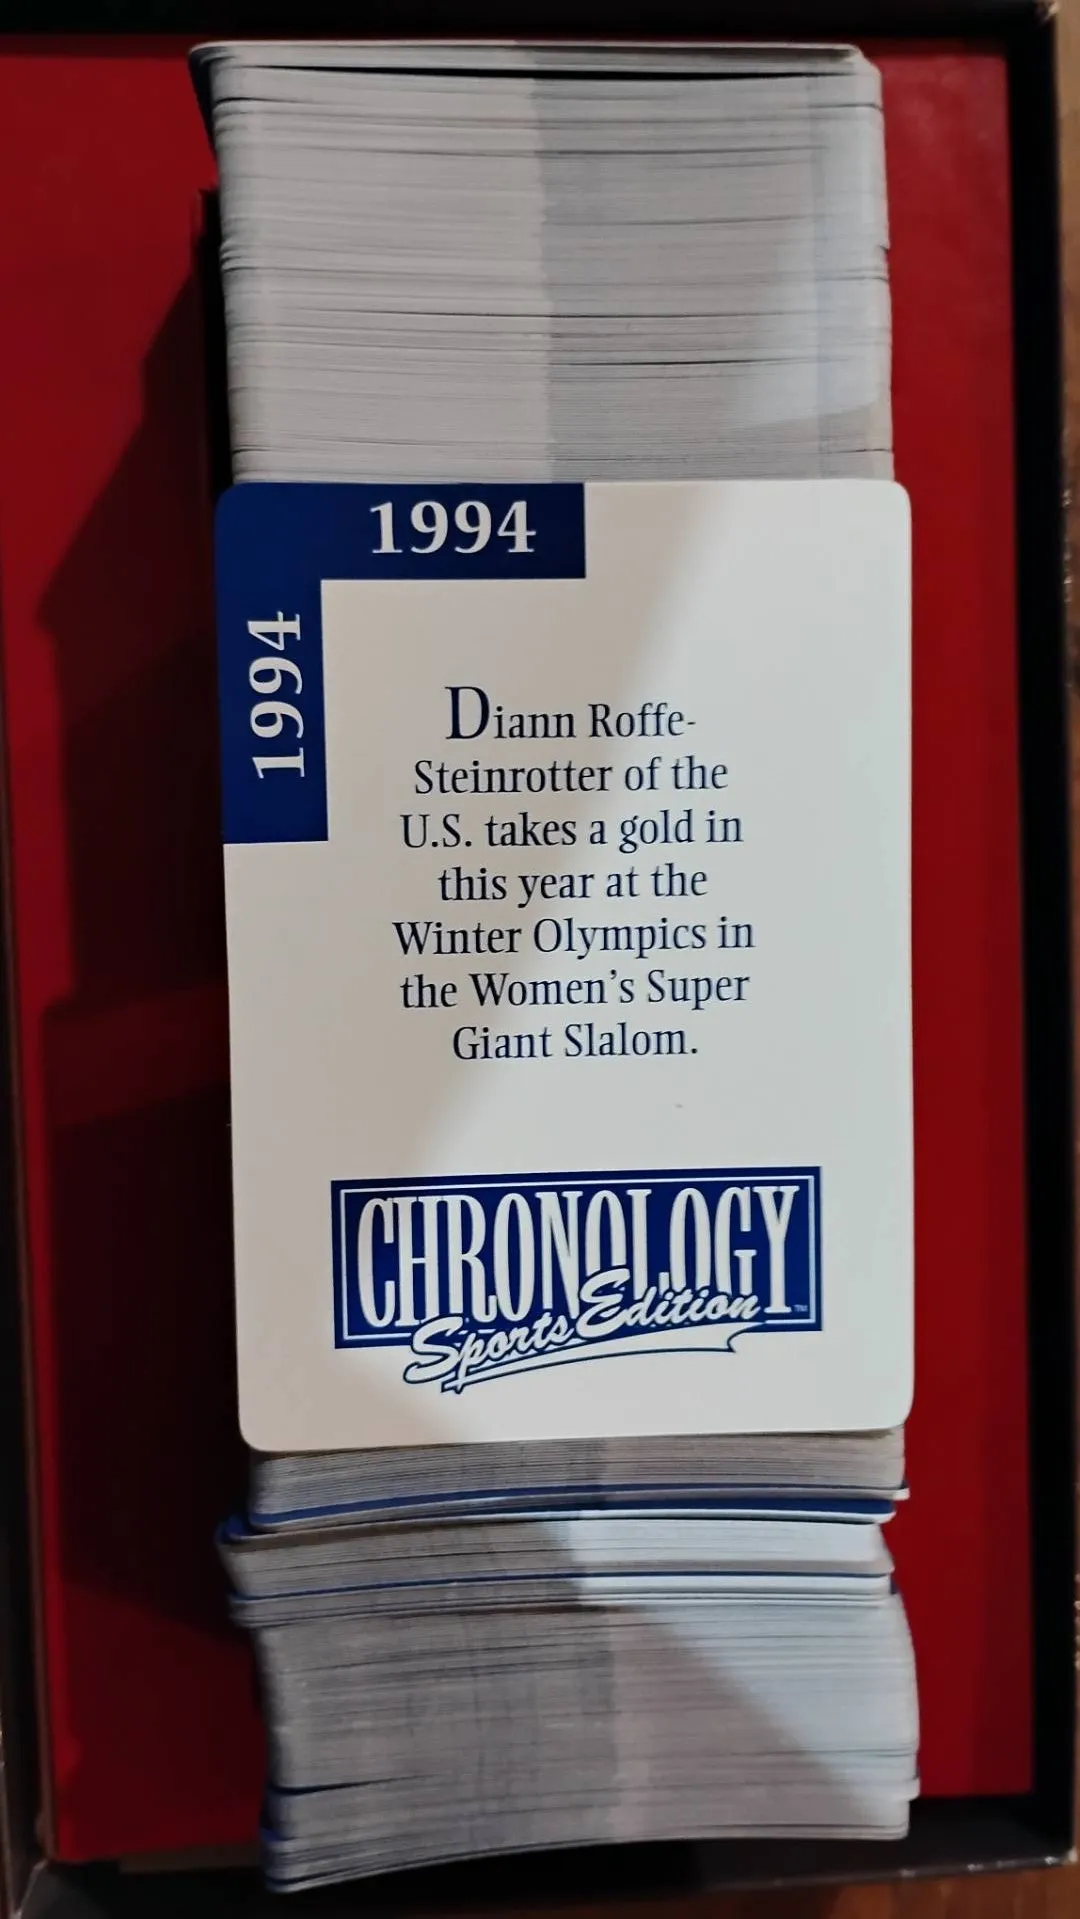 1994
1994
Diann Roffe-
Steinrotter of the
U.S. takes a gold in
this year at the
Winter Olympics in
the Women's Super
Giant Slalom.
CHRONOLOGY
Sports Edition™